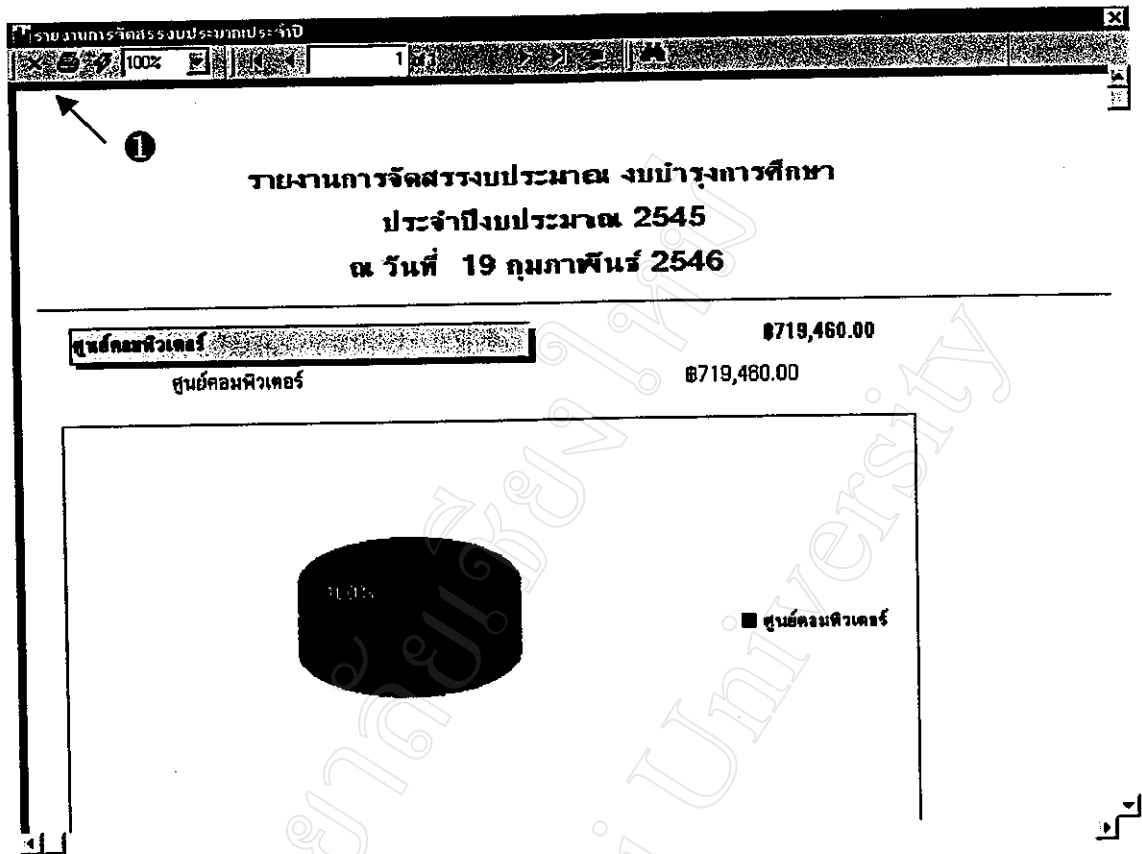 รายงานการจัดสรรงบประมาณประจำปี
100%
1 of 1
❶
รายงานการจัดสรรงบประมาณ งบบำรุงการศึกษา
ประจำปีงบประมาณ 2545
ณ วันที่ 19 กุมภาพันธ์ 2546
ศูนย์คอมพิวเตอร์ ฿719,460.00
ศูนย์คอมพิวเตอร์ ฿719,460.00
ศูนย์คอมพิวเตอร์
University